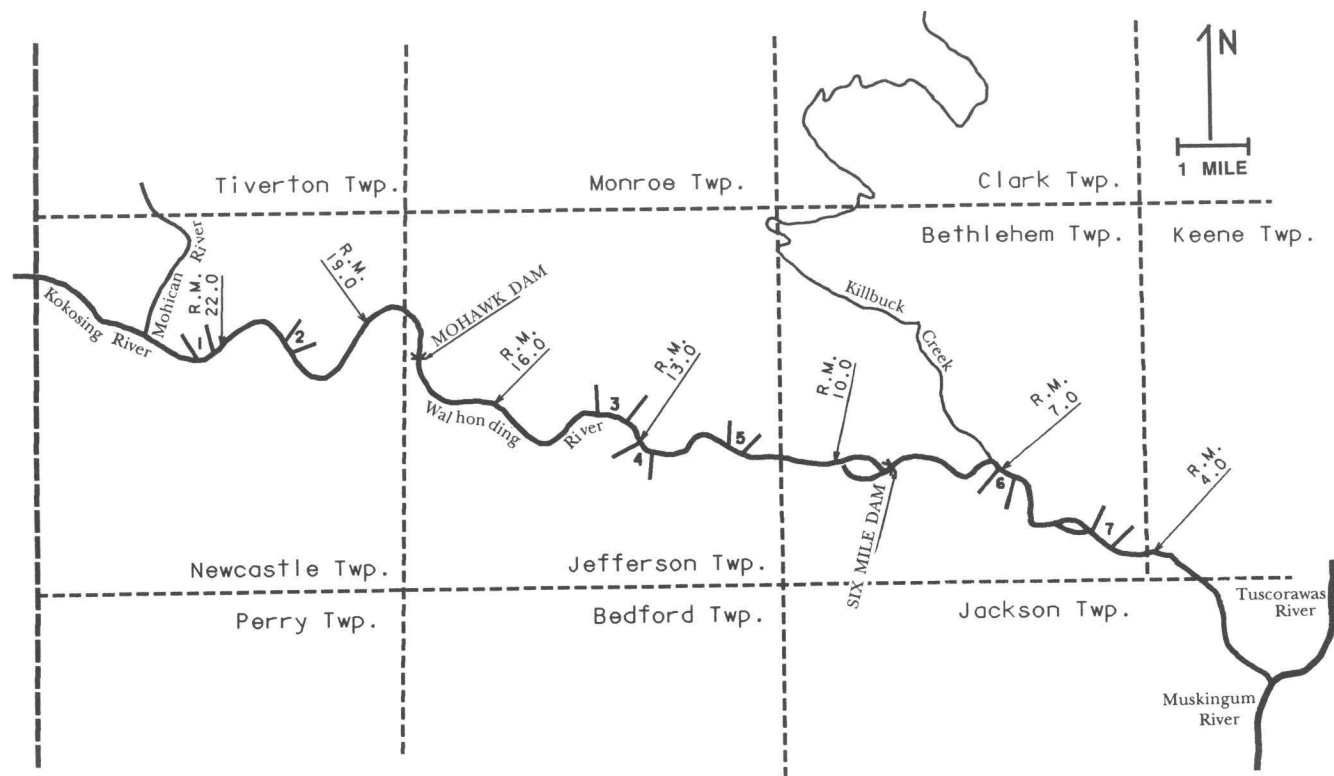 N
1 MILE
Tiverton Twp.
Monroe Twp.
Clark Twp.
Bethlehem Twp.
Keene Twp.
Mohican River
Kokosing River
R.M.
22.0
R.M.
19.0
MOHAWK DAM
R.M.
16.0
R.M.
13.0
R.M.
10.0
Killbuck
Creek
R.M.
7.0
R.M.
4.0
1
2
Walhonding
River
3
4
5
6
7
SIX MILE DAM
Newcastle Twp.
Jefferson Twp.
Perry Twp.
Bedford Twp.
Jackson Twp.
Tuscorawas
River
Muskingum
River